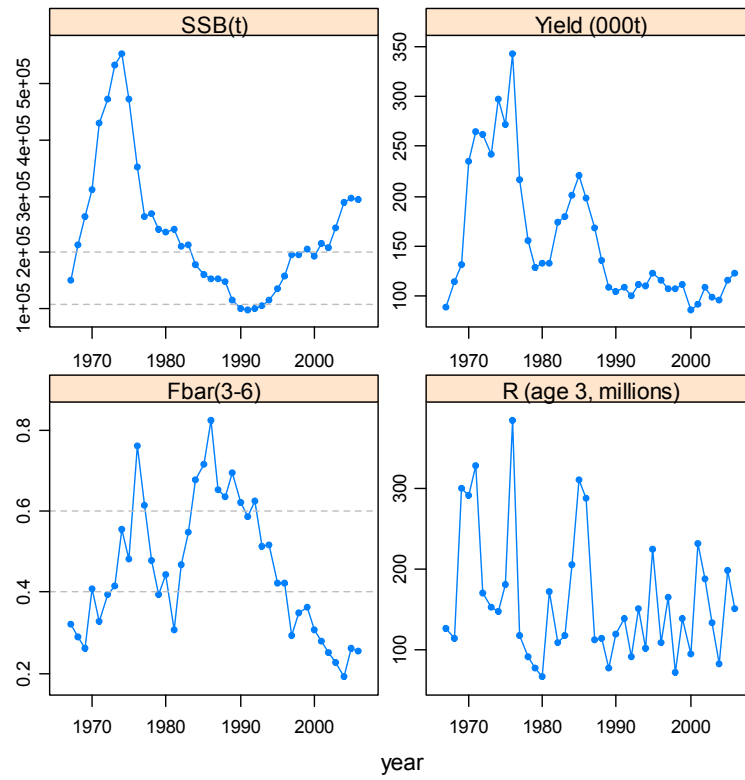 SSB(t)
Yield (000t)
1e+05 2e+05 3e+05 4e+05 5e+05
100 150 200 250 300 350
1970 1980 1990 2000
1970 1980 1990 2000
Fbar(3-6)
R (age 3, millions)
0.2 0.4 0.6 0.8
100 200 300
1970 1980 1990 2000
1970 1980 1990 2000
year